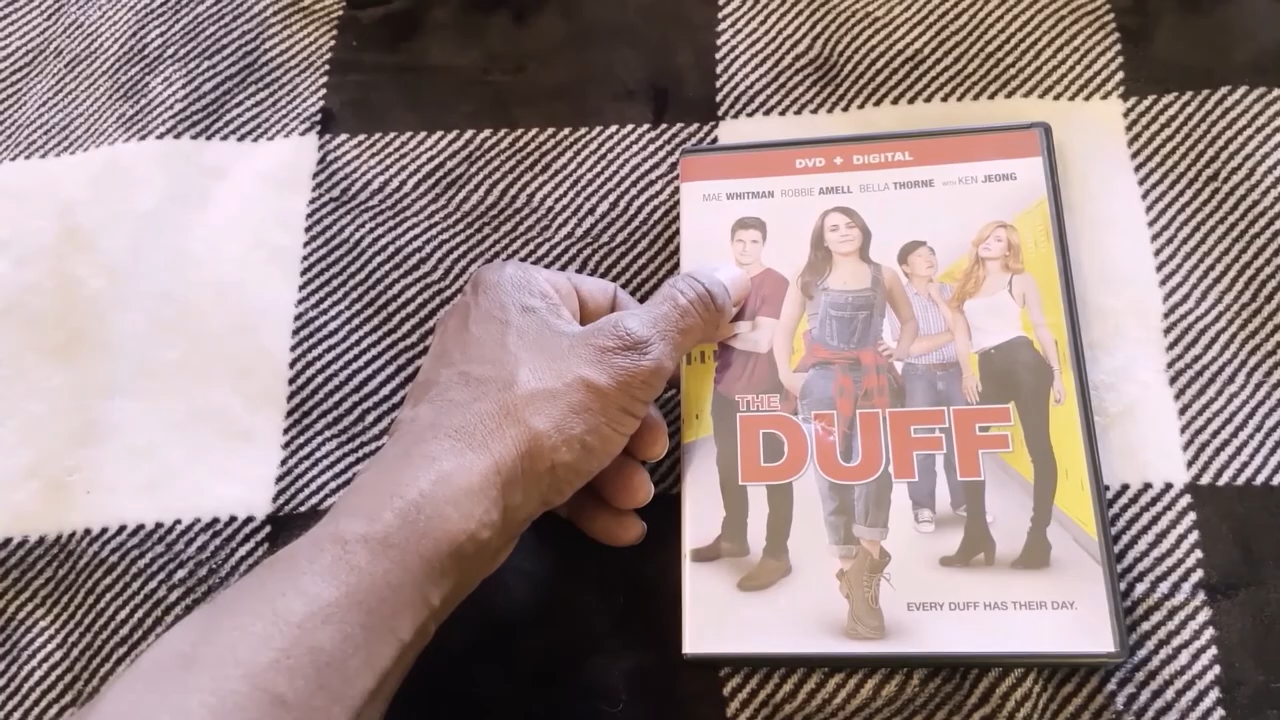 DVD + DIGITAL
MAE WHITMAN ROBBIE AMELL BELLA THORNE WITH KEN JEONG
THE
DUFF
EVERY DUFF HAS THEIR DAY.